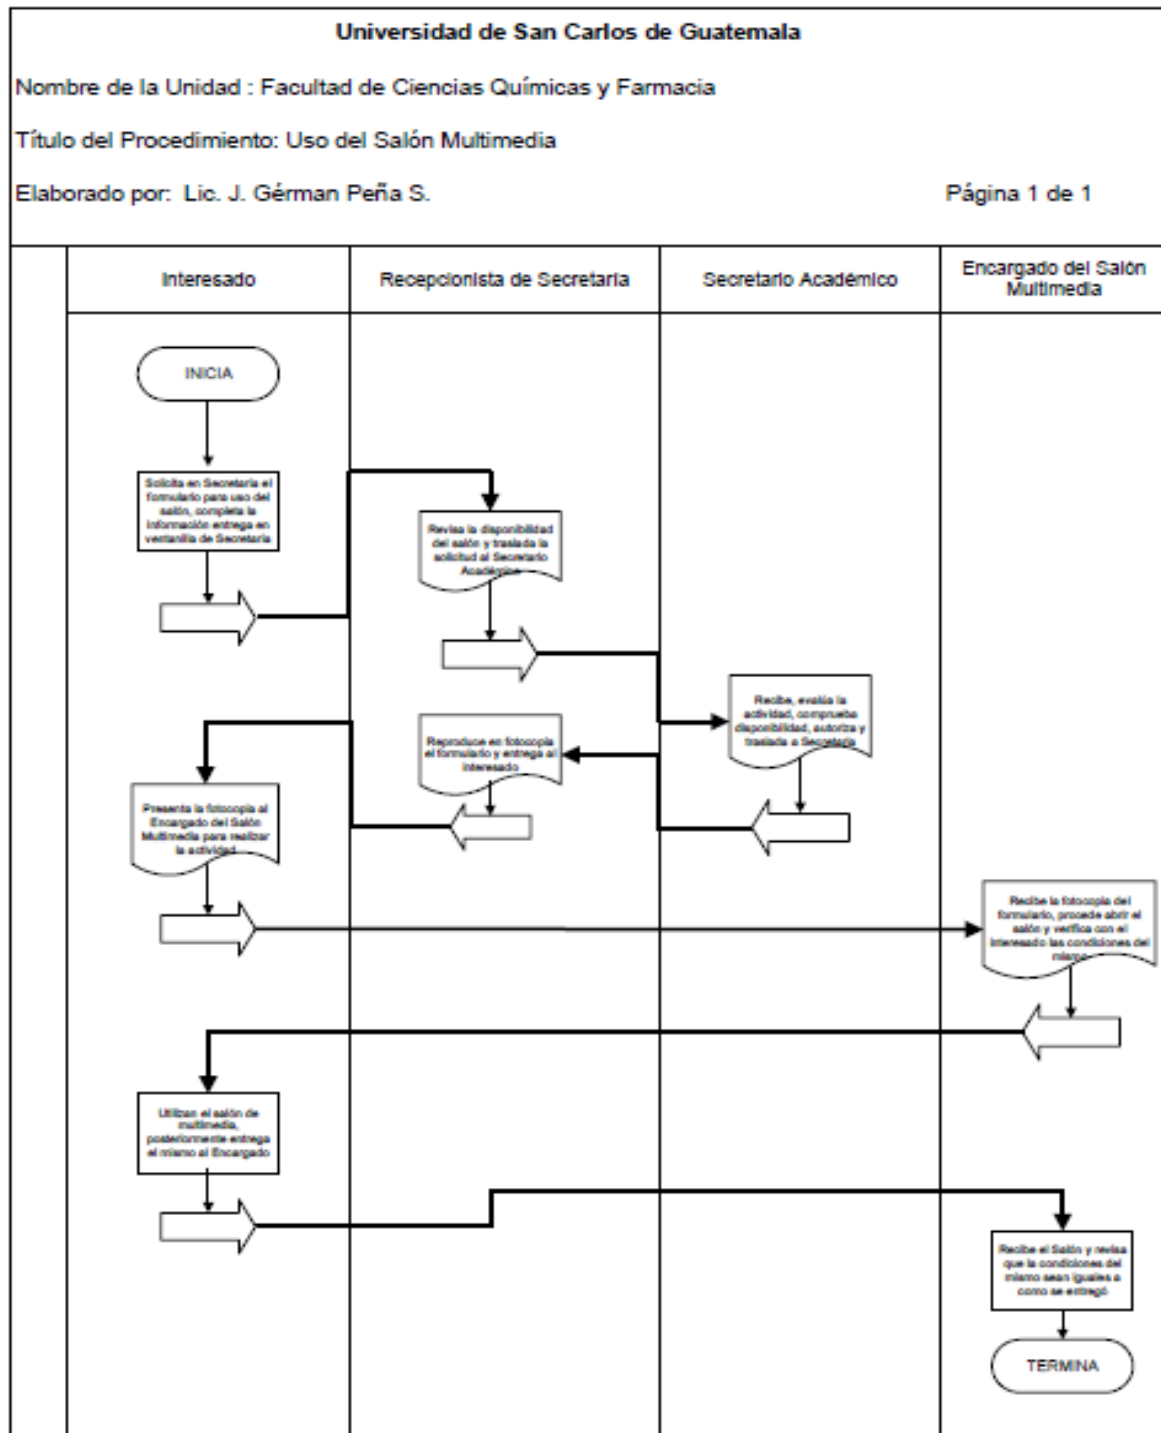 Universidad de San Carlos de Guatemala
Nombre de la Unidad : Facultad de Ciencias Químicas y Farmacia
Título del Procedimiento: Uso del Salón Multimedia
Elaborado por: Lic. J. Gérman Peña S.
Página 1 de 1
Interesado
Recepcionista de Secretaria
Secretario Académico
Encargado del Salón
Multimedia
INICIA
Solicita en Secretaría el
formulario para uso del
salón, completa la
información entrega en
ventanilla de Secretaría
Revisa la disponibilidad
del salón y traslada la
solicitud al Secretario
Académico
Recibe, evalúa la
actividad, comprueba
disponibilidad, autoriza y
traslada a Secretaría
Reproduce en fotocopia
el formulario y entrega al
interesado
Presenta la fotocopia al
Encargado del Salón
Multimedia para realizar
la actividad.
Recibe la fotocopia del
formulario, procede abrir el
salón y verifica con el
interesado las condiciones del
mismo
Utilizan el salón de
multimedia,
posteriormente entrega
el mismo al Encargado
Recibe el Salón y revisa
que la condiciones del
mismo sean iguales a
como se entregó
TERMINA